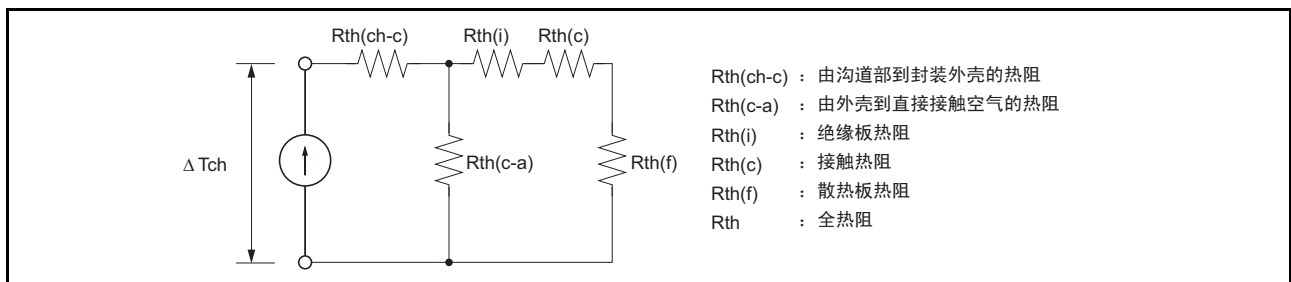 Rth(ch-c)
Rth(i)
Rth(c)
Δ Tch
Rth(c-a)
Rth(f)
Rth(ch-c) ：由沟道部到封装外壳的热阻
Rth(c-a) ：由外壳到直接接触空气的热阻
Rth(i) ：绝缘板热阻
Rth(c) ：接触热阻
Rth(f) ：散热板热阻
Rth ：全热阻